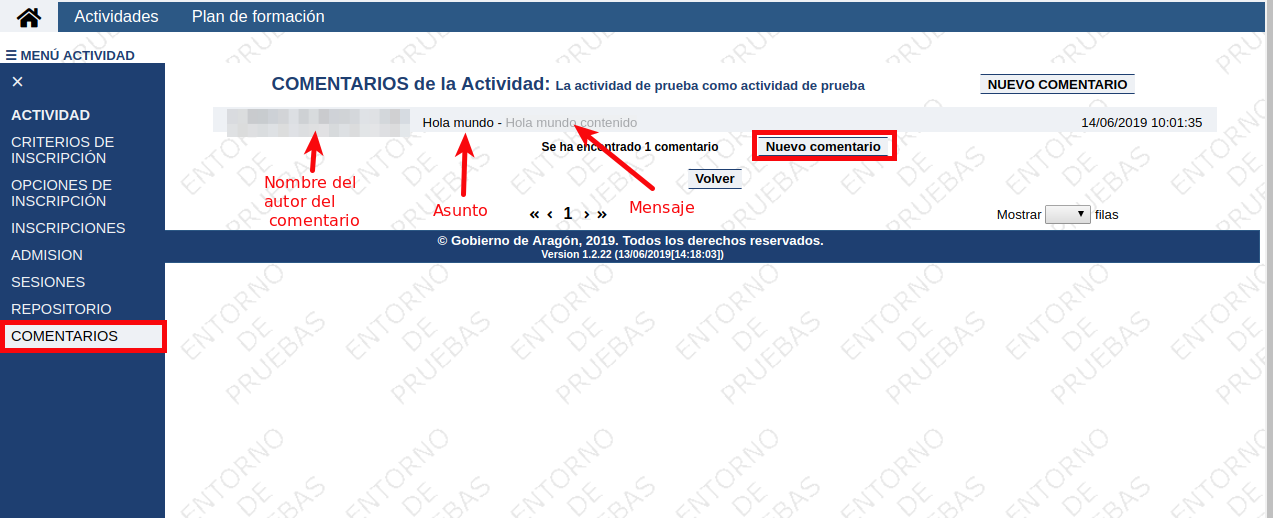 Actividades Plan de formación
☰ MENÚ ACTIVIDAD
×
ACTIVIDAD
CRITERIOS DE
INSCRIPCIÓN
OPCIONES DE
INSCRIPCIÓN
INSCRIPCIONES
ADMISION
SESIONES
REPOSITORIO
COMENTARIOS
COMENTARIOS de la Actividad: La actividad de prueba como actividad de prueba
NUEVO COMENTARIO
Hola mundo - Hola mundo contenido 14/06/2019 10:01:35
Se ha encontrado 1 comentario Nuevo comentario
Volver
Nombre del
autor del
comentario
Asunto
Mensaje
« ‹ 1 › » Mostrar filas
© Gobierno de Aragón, 2019. Todos los derechos reservados.
Version 1.2.22 (13/06/2019[14:18:03])
ENTORNO
DE
PRUEBAS